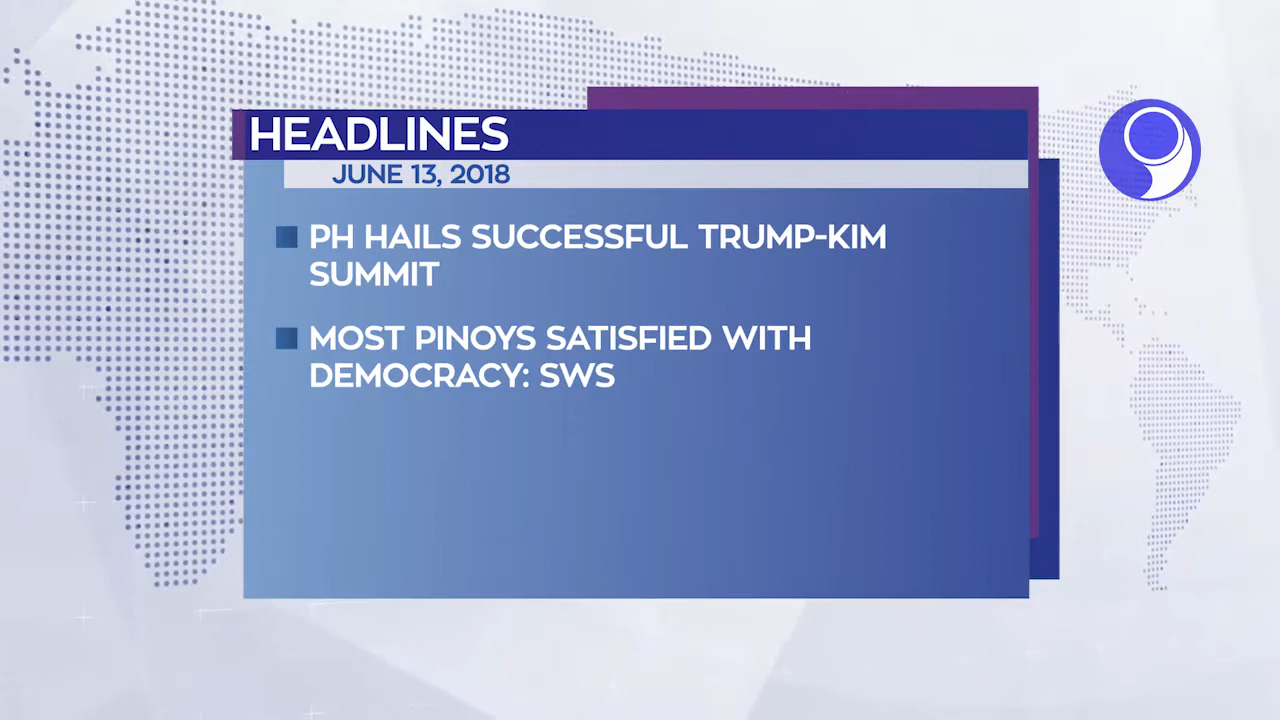 HEADLINES
JUNE 13, 2018
PH HAILS SUCCESSFUL TRUMP-KIM
SUMMIT
MOST PINOYS SATISFIED WITH
DEMOCRACY: SWS